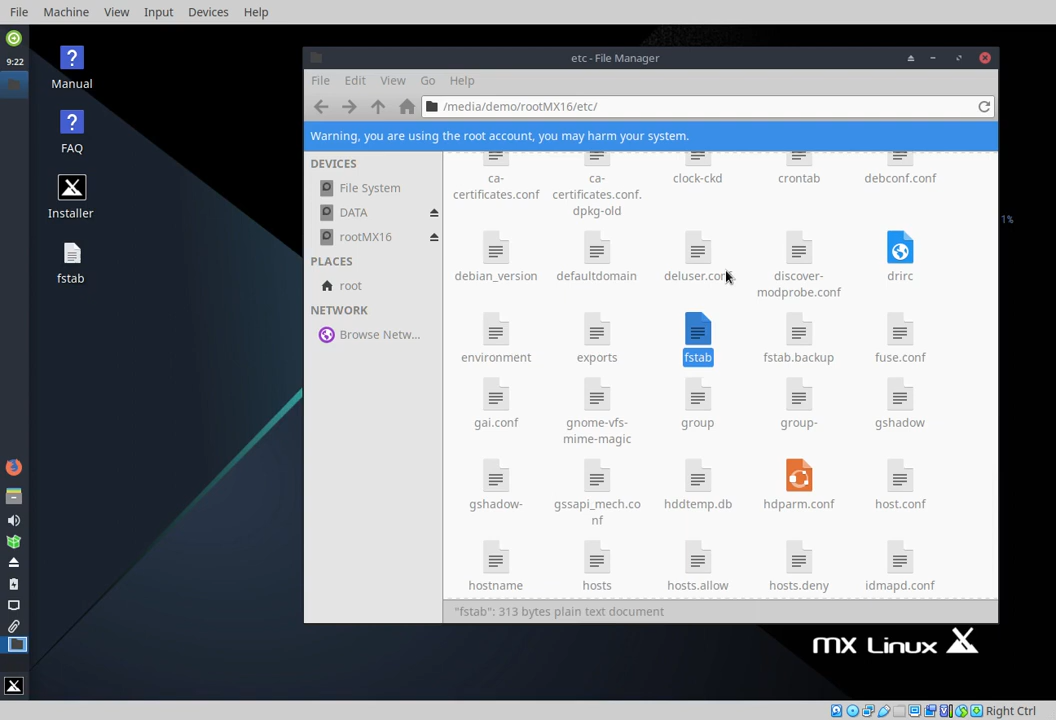 File Machine View Input Devices Help
9:22
Manual
FAQ
Installer
fstab
etc - File Manager
File Edit View Go Help
/media/demo/rootMX16/etc/
Warning, you are using the root account, you may harm your system.
DEVICES
File System
DATA
rootMX16
PLACES
root
NETWORK
Browse Netw...
ca-
certificates.conf
ca-
certificates.conf.
dpkg-old
clock-ckd
crontab
debconf.conf
debian_version
defaultdomain
deluser.conf.
discover-
modprobe.conf
drirc
environment
exports
fstab
fstab.backup
fuse.conf
gai.conf
gnome-vfs-
mime-magic
group
group-
gshadow
gshadow-
gssapi_mech.co
nf
hddtemp.db
hdparm.conf
host.conf
hostname
hosts
hosts.allow
hosts.deny
idmapd.conf
"fstab": 313 bytes plain text document
1%
MX Linux
Right Ctrl